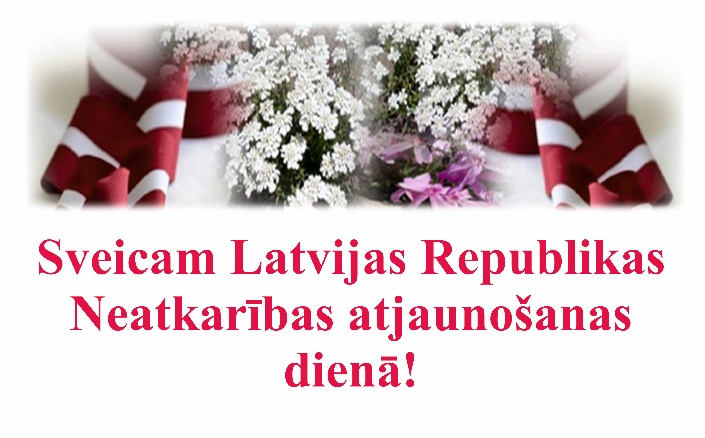 Sveicam Latvijas Republikas
Neatkarības atjaunošanas
dienā!